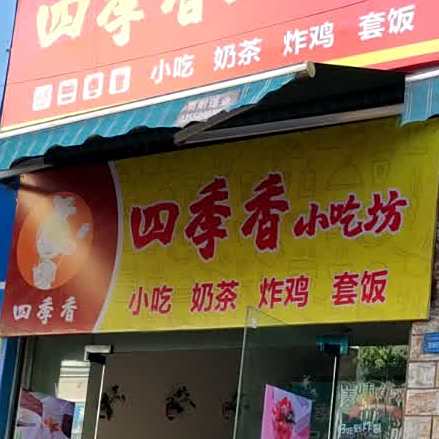 四季香
小吃 奶茶 炸鸡 套饭
四季香小吃坊
四季香
小吃 奶茶 炸鸡 套饭